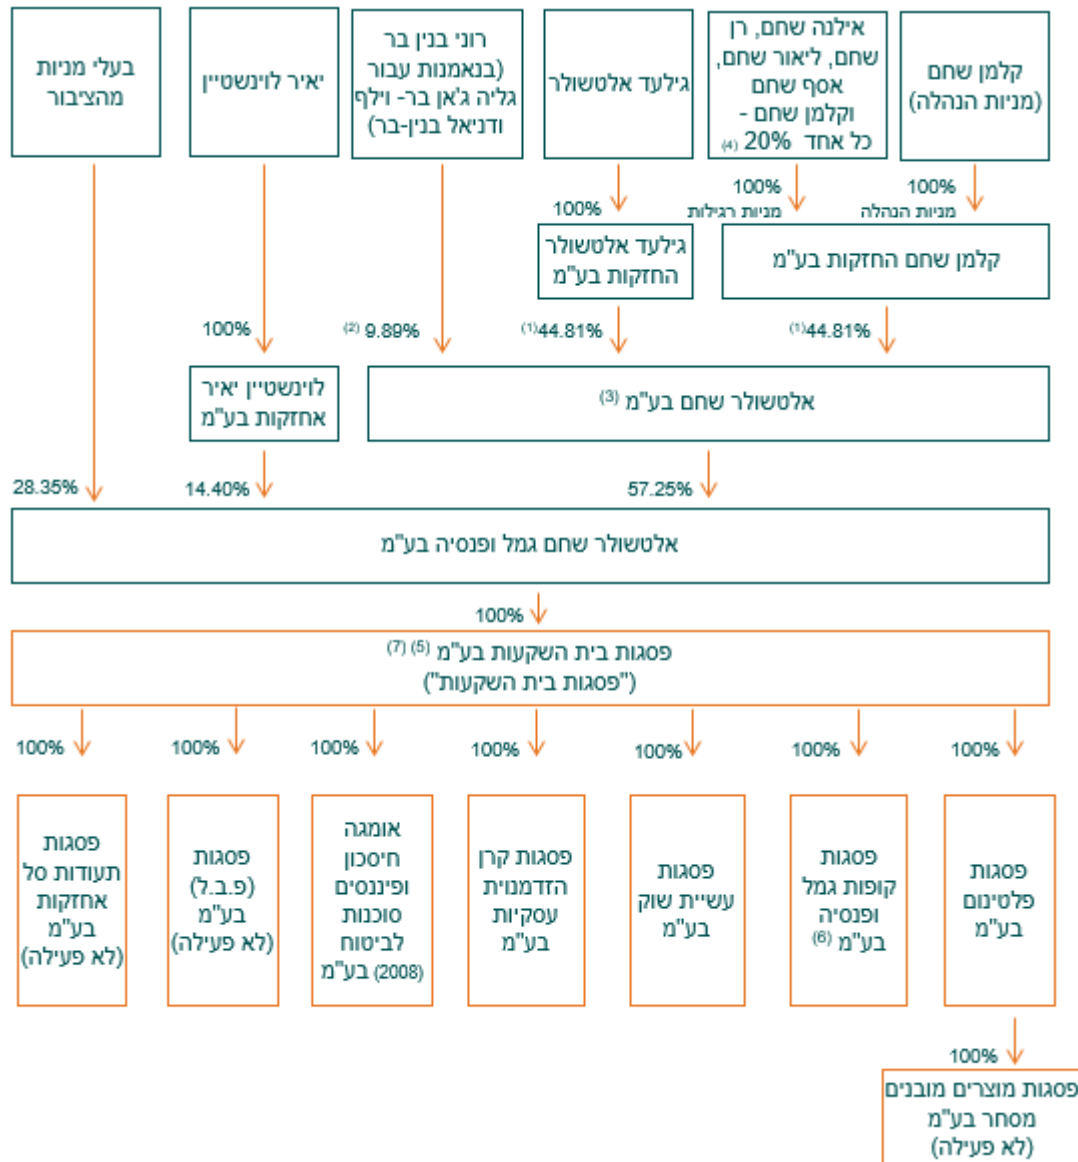 קלמן שחם
(מניות הנהלה)
אילנה שחם, רן
שחם, ליאור שחם,
אסף שחם
וקלמן שחם -
כל אחד 20% (4)
גילעד אלטשולר
רוני בנין בר
(בנאמנות עבור
גליה ג'אן בר- וילף
ודניאל בנין-בר)
יאיר לוינשטיין
בעלי מניות
מהציבור
100%
מניות הנהלה
100%
מניות רגילות
100%
קלמן שחם החזקות בע"מ
גילעד אלטשולר
החזקות בע"מ
44.81%(1)
44.81%(1)
9.89% (2)
100%
אלטשולר שחם בע"מ (3)
לוינשטיין יאיר
אחזקות בע"מ
57.25%
14.40%
28.35%
אלטשולר שחם גמל ופנסיה בע"מ
100%
פסגות בית השקעות בע"מ (5) (7)
("פסגות בית השקעות")
100%
100%
100%
100%
100%
100%
100%
פסגות
פלטינום
בע"מ
פסגות
קופות גמל
ופנסיה
בע"מ (6)
פסגות
עשיית שוק
בע"מ
פסגות קרן
הזדמנוית
עסקיות
בע"מ
אומגה
חיסכון
ופיננסים
סוכנות
לביטוח
(2008) בע"מ
פסגות
(פ.ב.ל)
בע"מ
(לא פעילה)
פסגות
תעודות סל
אחזקות
בע"מ
(לא פעילה)
100%
פסגות מוצרים מובנים
מסחר בע"מ
(לא פעילה)